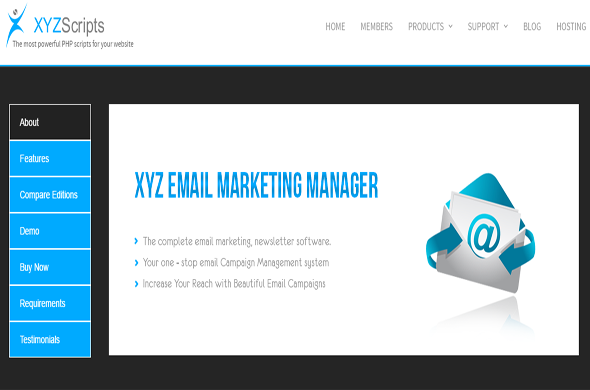 XYZScripts
The most powerful PHP scripts for your website
HOME MEMBERS PRODUCTS SUPPORT BLOG HOSTING
About
Features
Compare Editions
Demo
Buy Now
Requirements
Testimonials
XYZ EMAIL MARKETING MANAGER
The complete email marketing, newsletter software.
Your one - stop email Campaign Management system
Increase Your Reach with Beautiful Email Campaigns
@